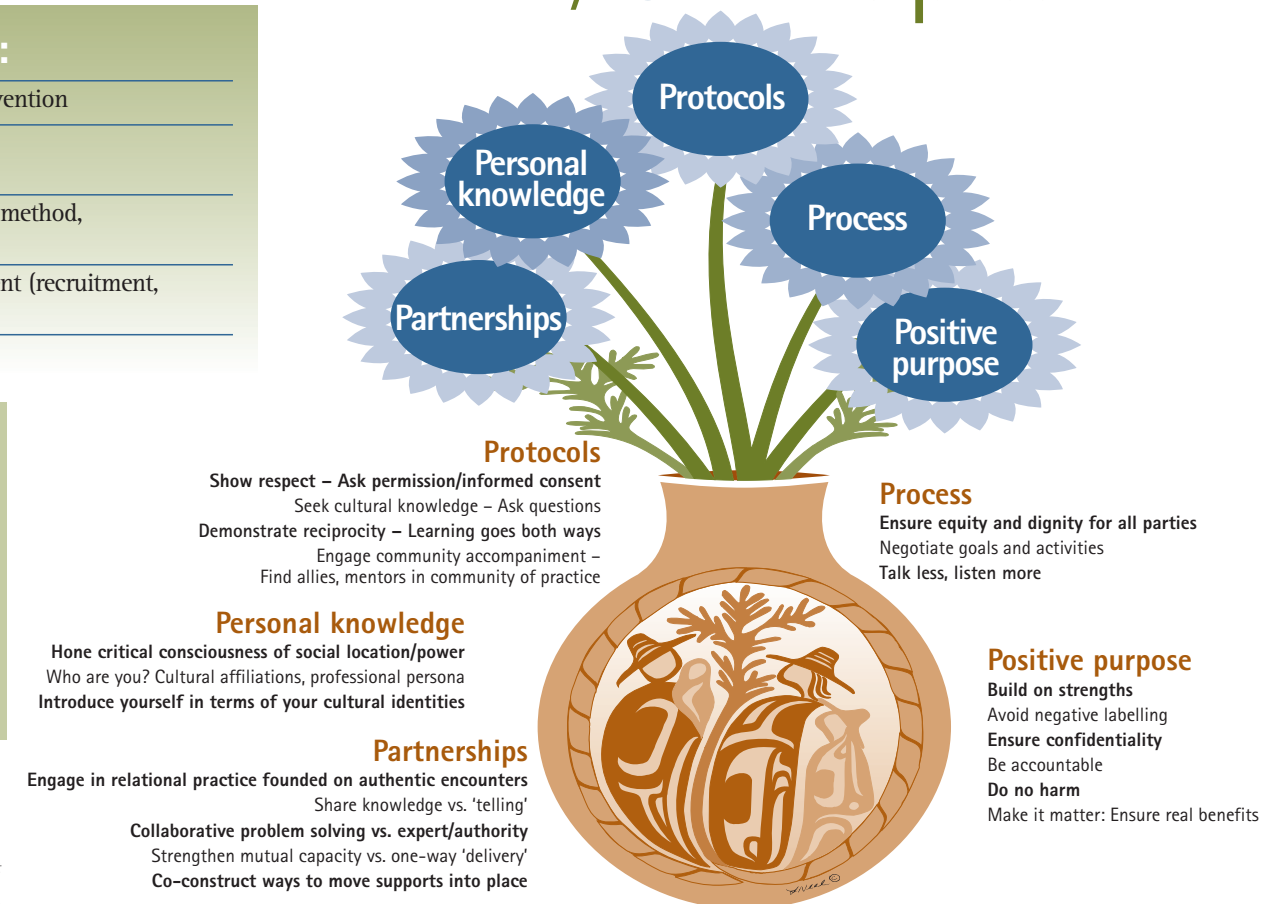 :
vention
method,
nt (recruitment,
Protocols
Personal
knowledge
Process
Partnerships
Positive
purpose
Protocols
Show respect – Ask permission/informed consent
Seek cultural knowledge – Ask questions
Demonstrate reciprocity – Learning goes both ways
Engage community accompaniment –
Find allies, mentors in community of practice
Personal knowledge
Hone critical consciousness of social location/power
Who are you? Cultural affiliations, professional persona
Introduce yourself in terms of your cultural identities
Partnerships
Engage in relational practice founded on authentic encounters
Share knowledge vs. ‘telling’
Collaborative problem solving vs. expert/authority
Strengthen mutual capacity vs. one-way ‘delivery’
Co-construct ways to move supports into place
Process
Ensure equity and dignity for all parties
Negotiate goals and activities
Talk less, listen more
Positive purpose
Build on strengths
Avoid negative labelling
Ensure confidentiality
Be accountable
Do no harm
Make it matter: Ensure real benefits
©